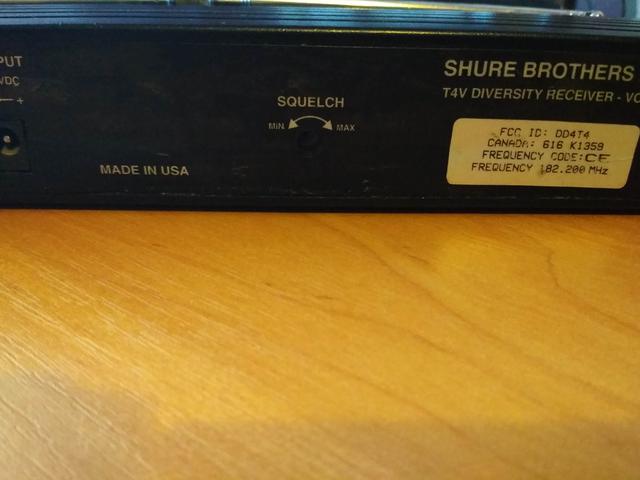 PUT
VDC
- +
SQUELCH
MIN MAX
MADE IN USA
SHURE BROTHERS
T4V DIVERSITY RECEIVER - VC
FCC ID: DD4T4
CANADA: 616 K1359
FREQUENCY CODE: CE
FREQUENCY 182.200 MHz